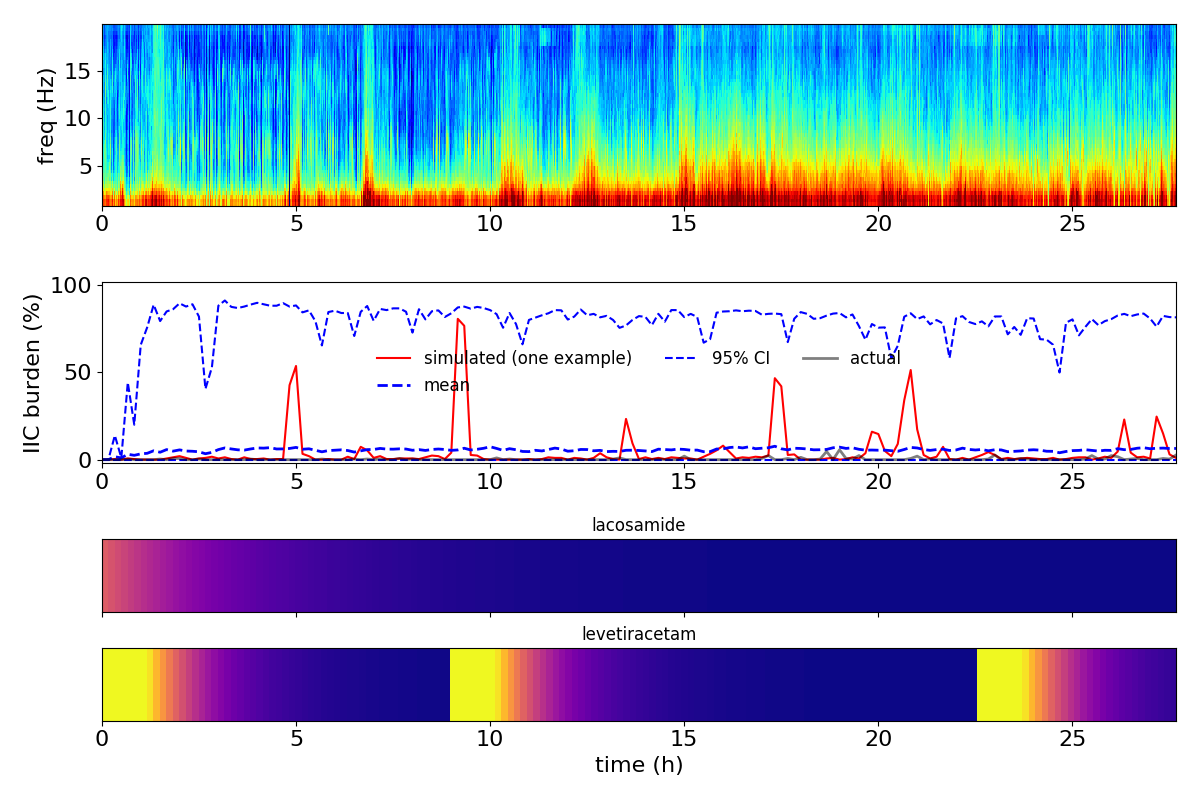 freq (Hz)
15
10
5
0 5 10 15 20 25
IIC burden (%)
100
50
0
simulated (one example) 95% CI actual
mean
0 5 10 15 20 25
lacosamide
levetiracetam
0 5 10 15 20 25
time (h)